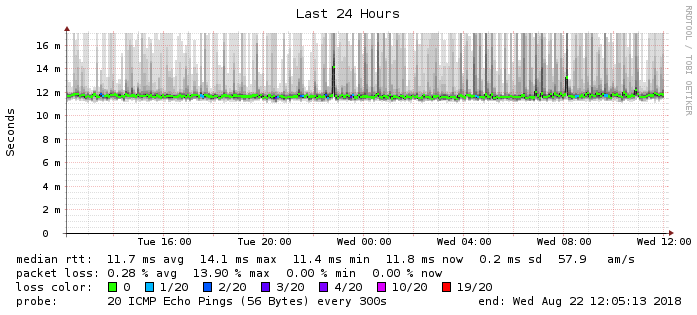 Last 24 Hours
RRDTOOL / TOBI OETIKER
Seconds
16 m
14 m
12 m
10 m
8 m
6 m
4 m
2 m
0
Tue 16:00 Tue 20:00 Wed 00:00 Wed 04:00 Wed 08:00 Wed 12:00
median rtt: 11.7 ms avg 14.1 ms max 11.4 ms min 11.8 ms now 0.2 ms sd 57.9 am/s
packet loss: 0.28 % avg 13.90 % max 0.00 % min 0.00 % now
loss color: 0 1/20 2/20 3/20 4/20 10/20 19/20
probe: 20 ICMP Echo Pings (56 Bytes) every 300s end: Wed Aug 22 12:05:13 2018